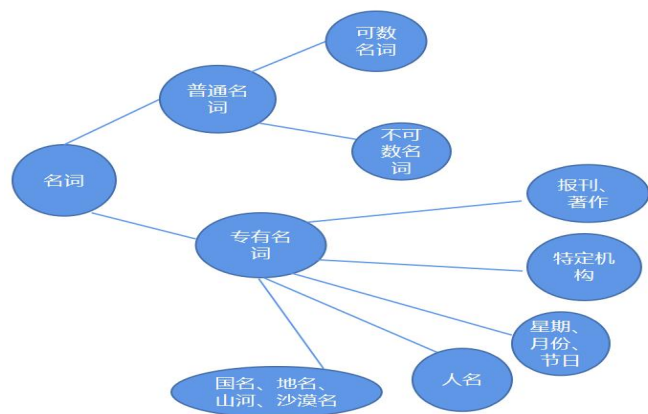 可数
名词
普通名
词
不可
数名
词
名词
报刊、
著作
专有名
词
特定机
构
星期、
月份、
节日
人名
国名、地名、
山河、沙漠名